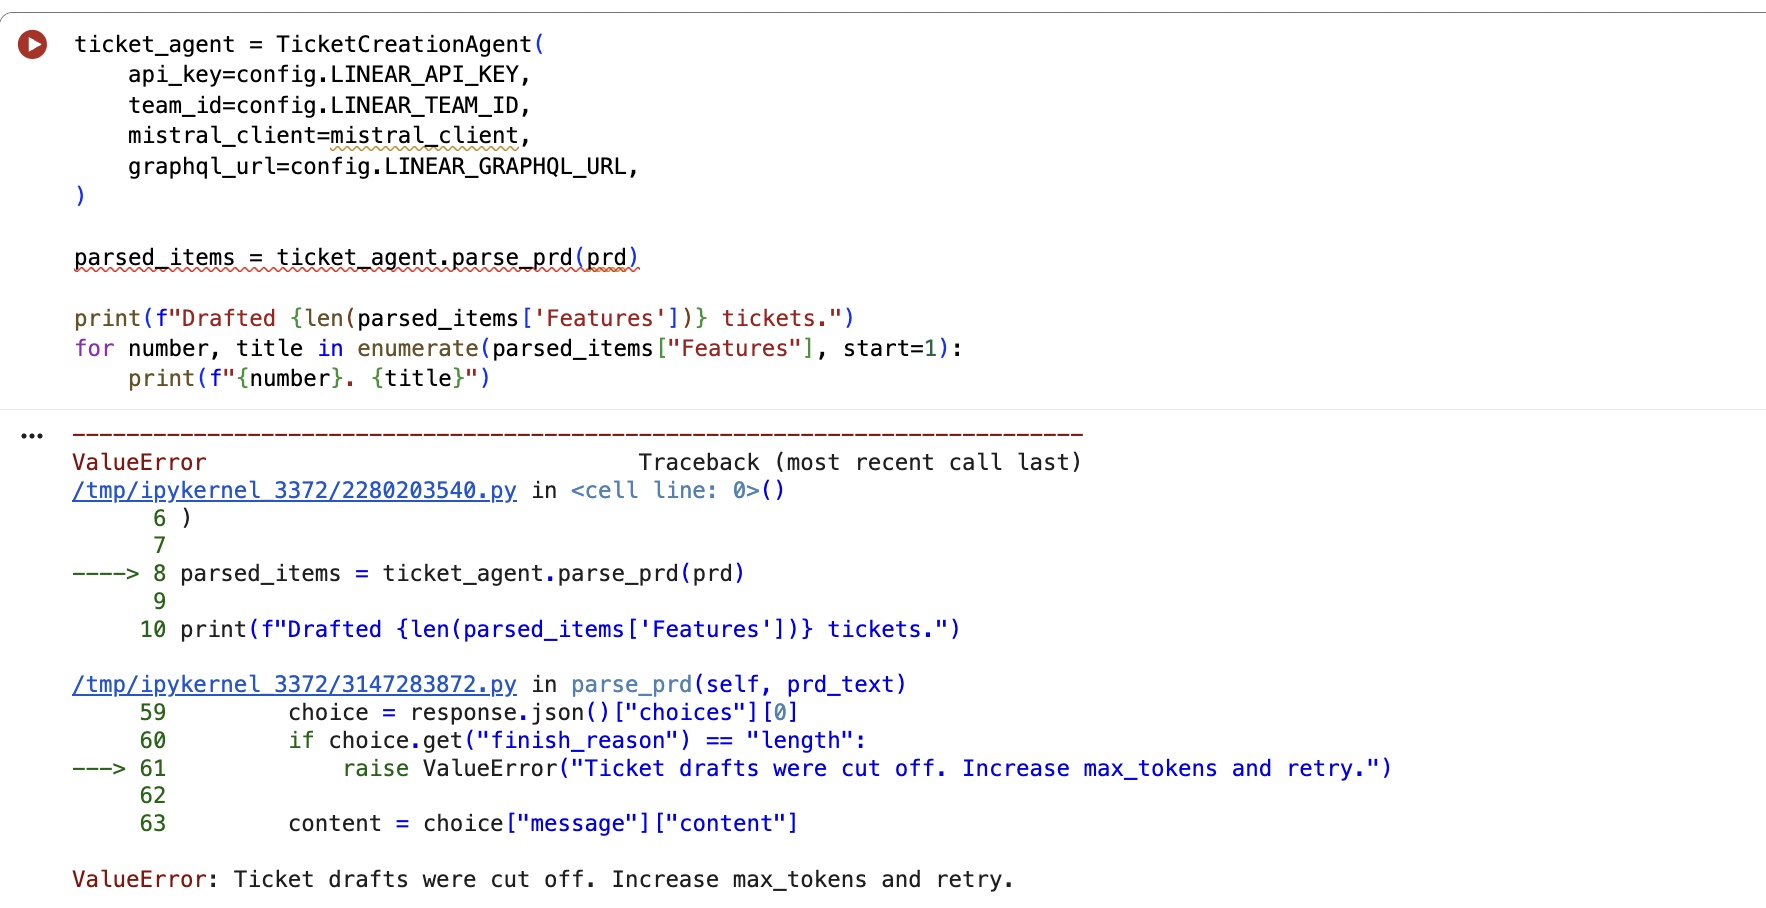 ticket_agent = TicketCreationAgent(
    api_key=config.LINEAR_API_KEY,
    team_id=config.LINEAR_TEAM_ID,
    mistral_client=mistral_client,
    graphql_url=config.LINEAR_GRAPHQL_URL,
)

parsed_items = ticket_agent.parse_prd(prd)

print(f"Drafted {len(parsed_items['Features'])} tickets.")
for number, title in enumerate(parsed_items["Features"], start=1):
    print(f"{number}. {title}")

---------------------------------------------------------------------------
ValueError                                Traceback (most recent call last)
/tmp/ipykernel_3372/2280203540.py in <cell line: 0>()
      6 )
      7
----> 8 parsed_items = ticket_agent.parse_prd(prd)
      9
     10 print(f"Drafted {len(parsed_items['Features'])} tickets.")

/tmp/ipykernel_3372/3147283872.py in parse_prd(self, prd_text)
     59         choice = response.json()["choices"][0]
     60         if choice.get("finish_reason") == "length":
---> 61             raise ValueError("Ticket drafts were cut off. Increase max_tokens and retry.")
     62
     63         content = choice["message"]["content"]

ValueError: Ticket drafts were cut off. Increase max_tokens and retry.